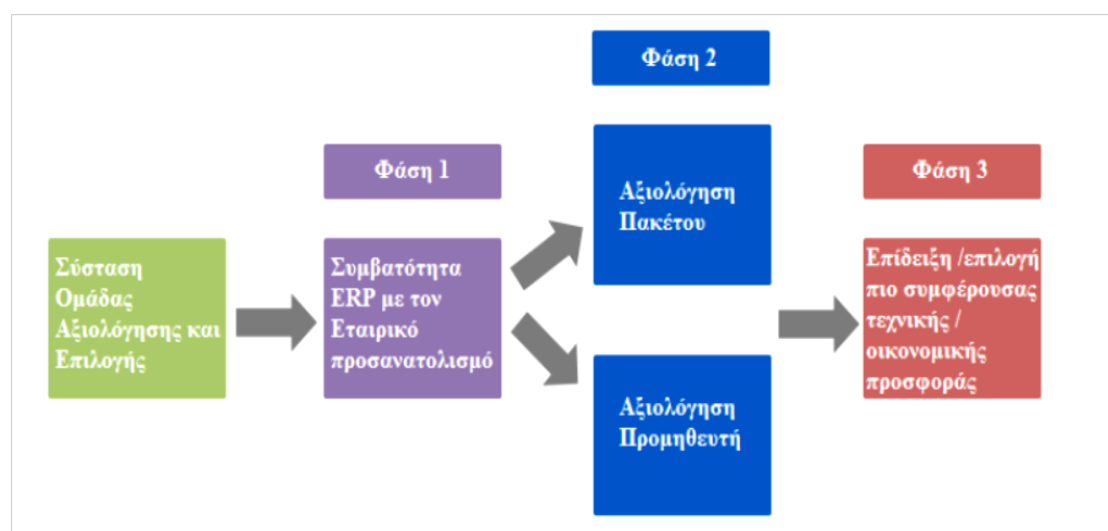 Σύσταση
Ομάδας
Αξιολόγησης και
Επιλογής
Φάση 1
Συμβατότητα
ERP με τον
Εταιρικό
προσανατολισμό
Φάση 2
Αξιολόγηση
Πακέτου
Αξιολόγηση
Προμηθευτή
Φάση 3
Επίδειξη /επιλογή
πιο συμφέρουσας
τεχνικής /
οικονομικής
προσφοράς